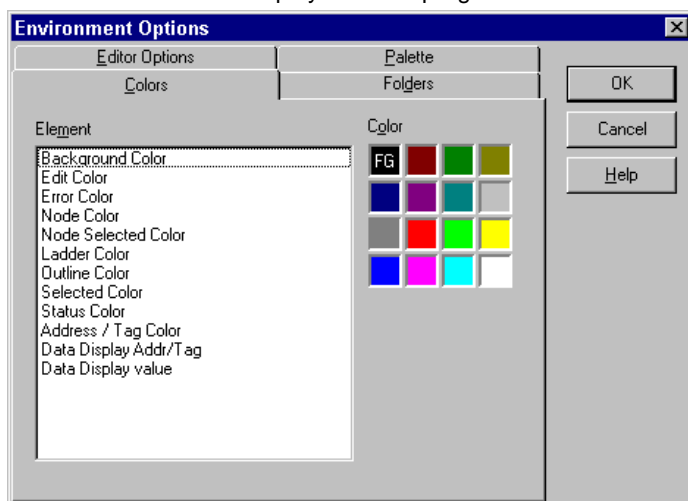 Environment Options
Editor Options
Palette
Colors
Folders
OK
Cancel
Help
Element
Background Color
Edit Color
Error Color
Node Color
Node Selected Color
Ladder Color
Outline Color
Selected Color
Status Color
Address / Tag Color
Data Display Addr/Tag
Data Display value
Color
FG